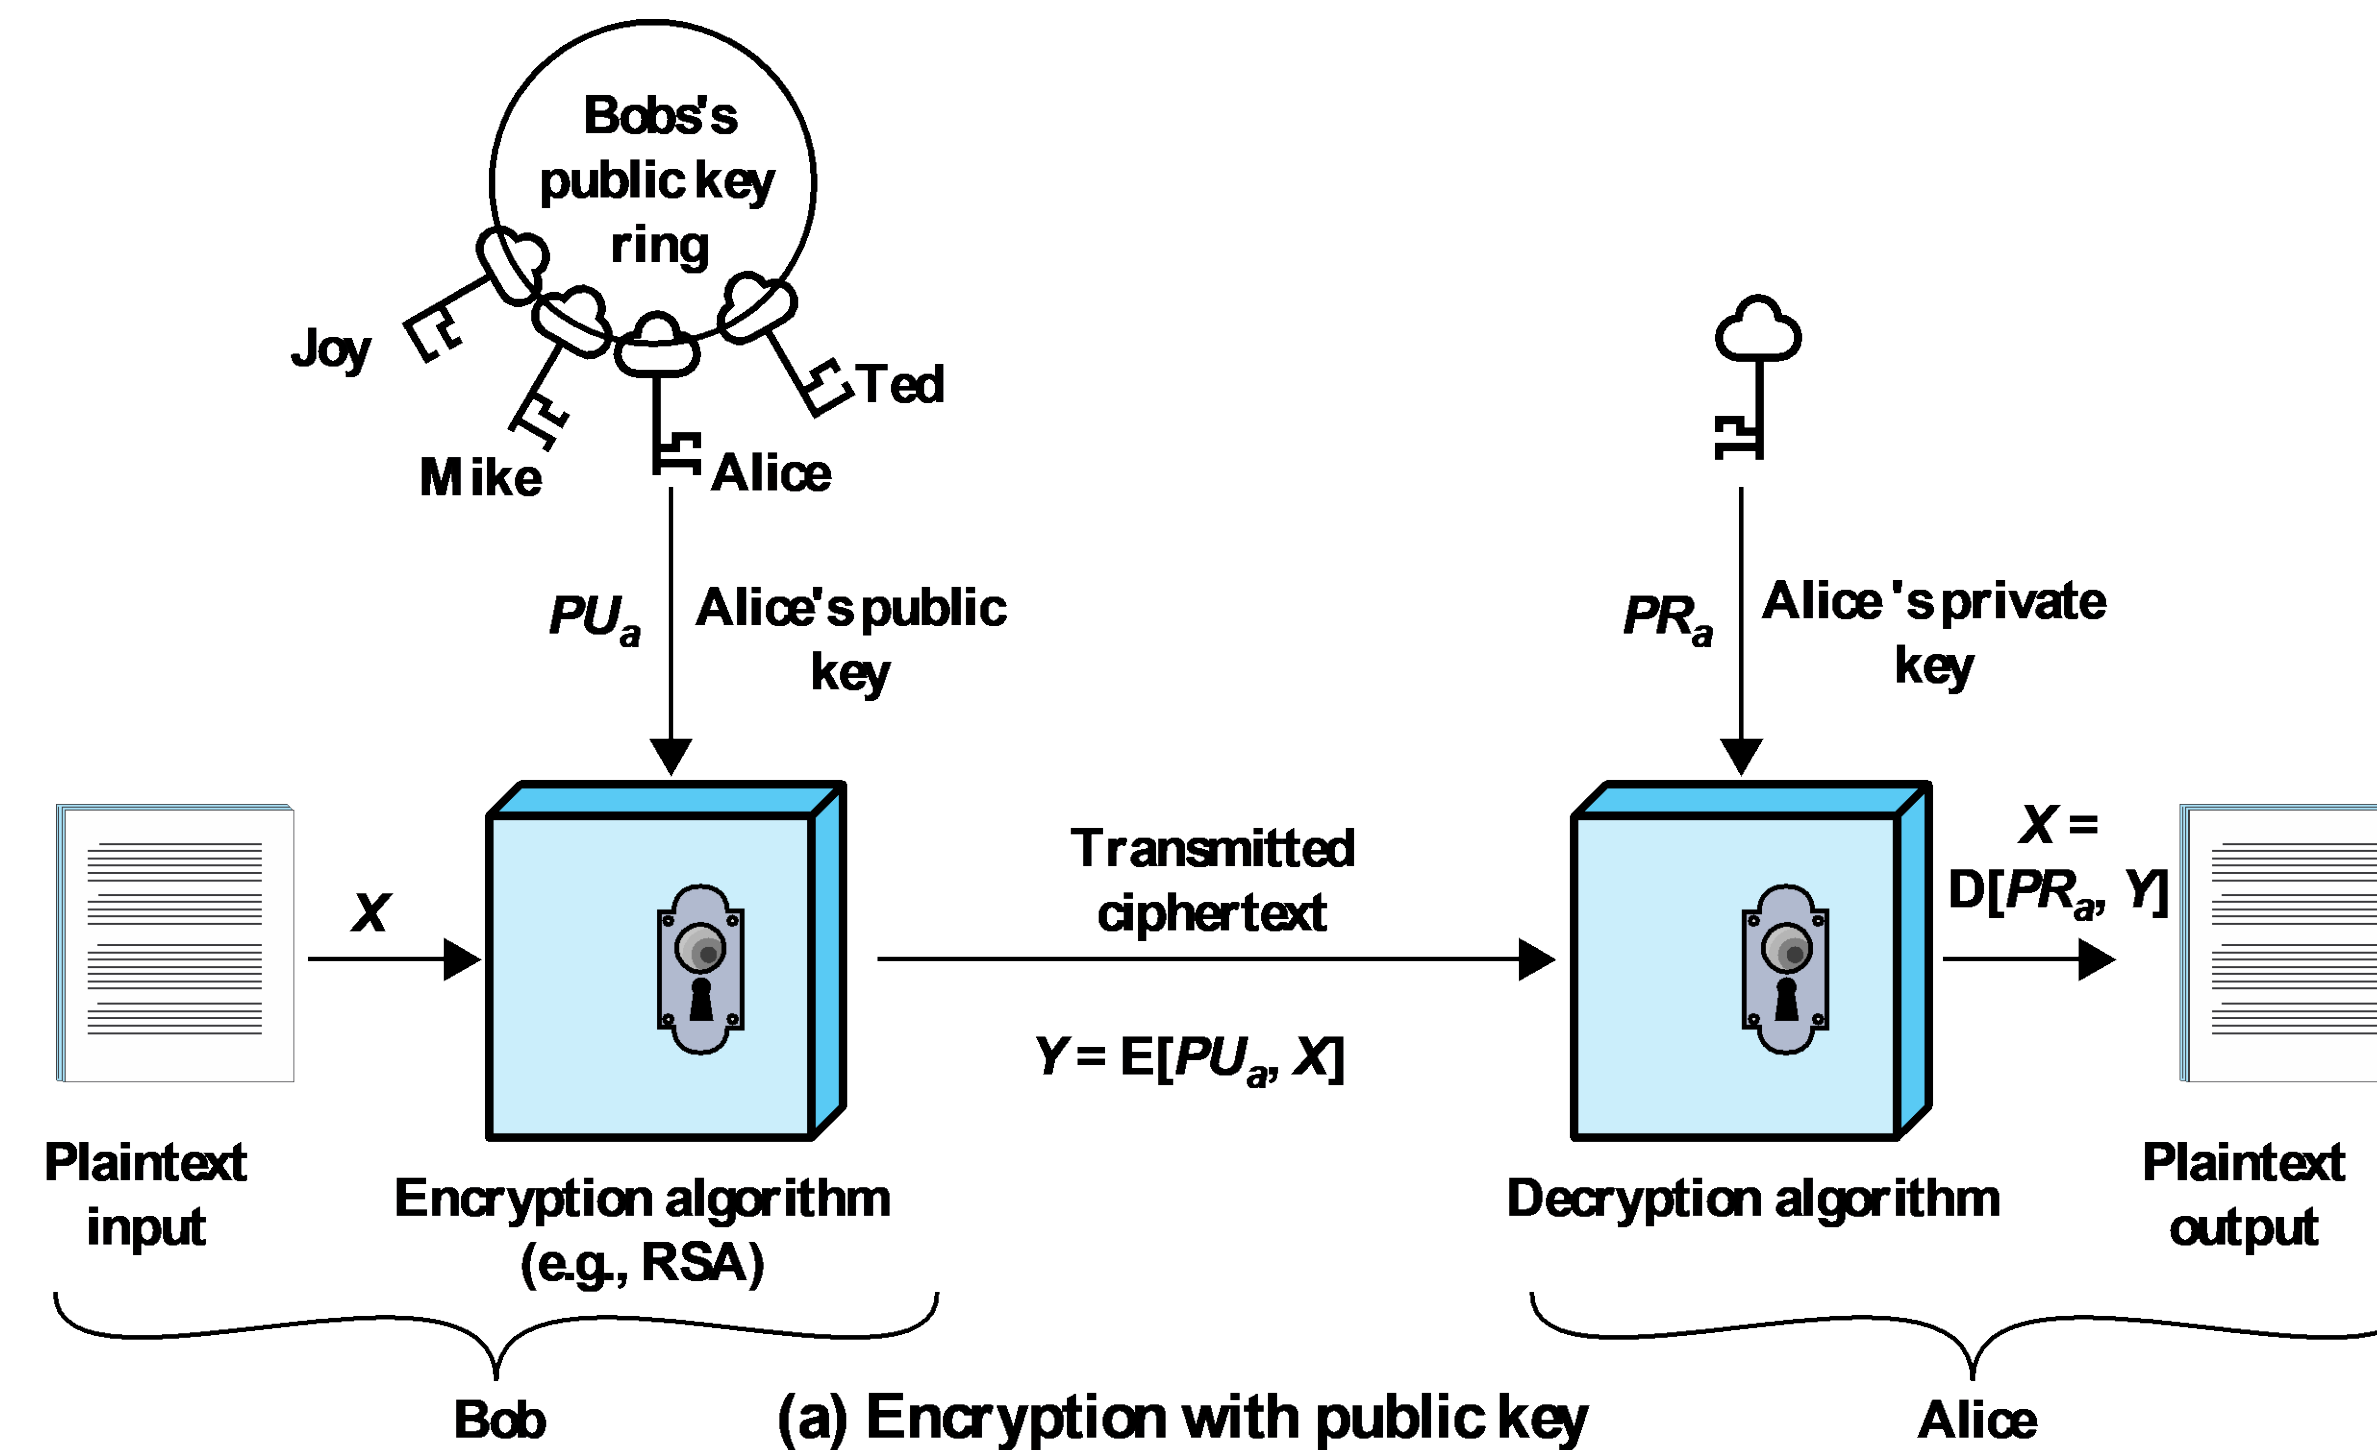 Bobs's
public key
ring
Joy
Ted
Mike
Alice
PUa
Alice's public
key
PRa
Alice 's private
key
X
Transmitted
ciphertext
X =
D[PRa, Y]
Y = E[PUa, X]
Plaintext
input
Encryption algorithm
(e.g., RSA)
Decryption algorithm
Plaintext
output
Bob
(a) Encryption with public key
Alice